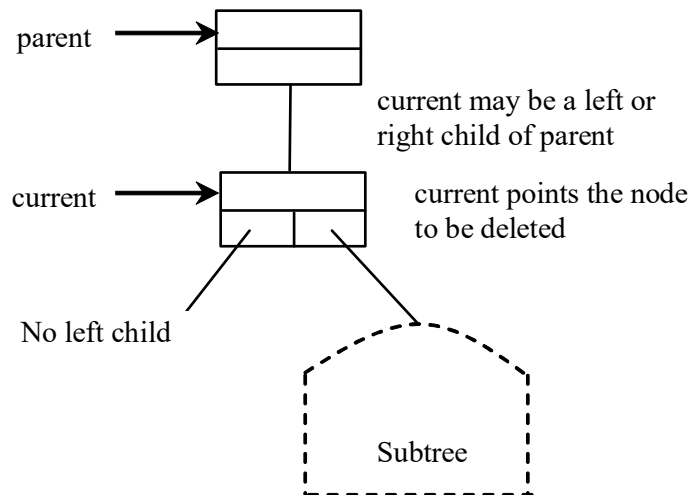 parent
current may be a left or
right child of parent
current
current points the node
to be deleted
No left child
Subtree